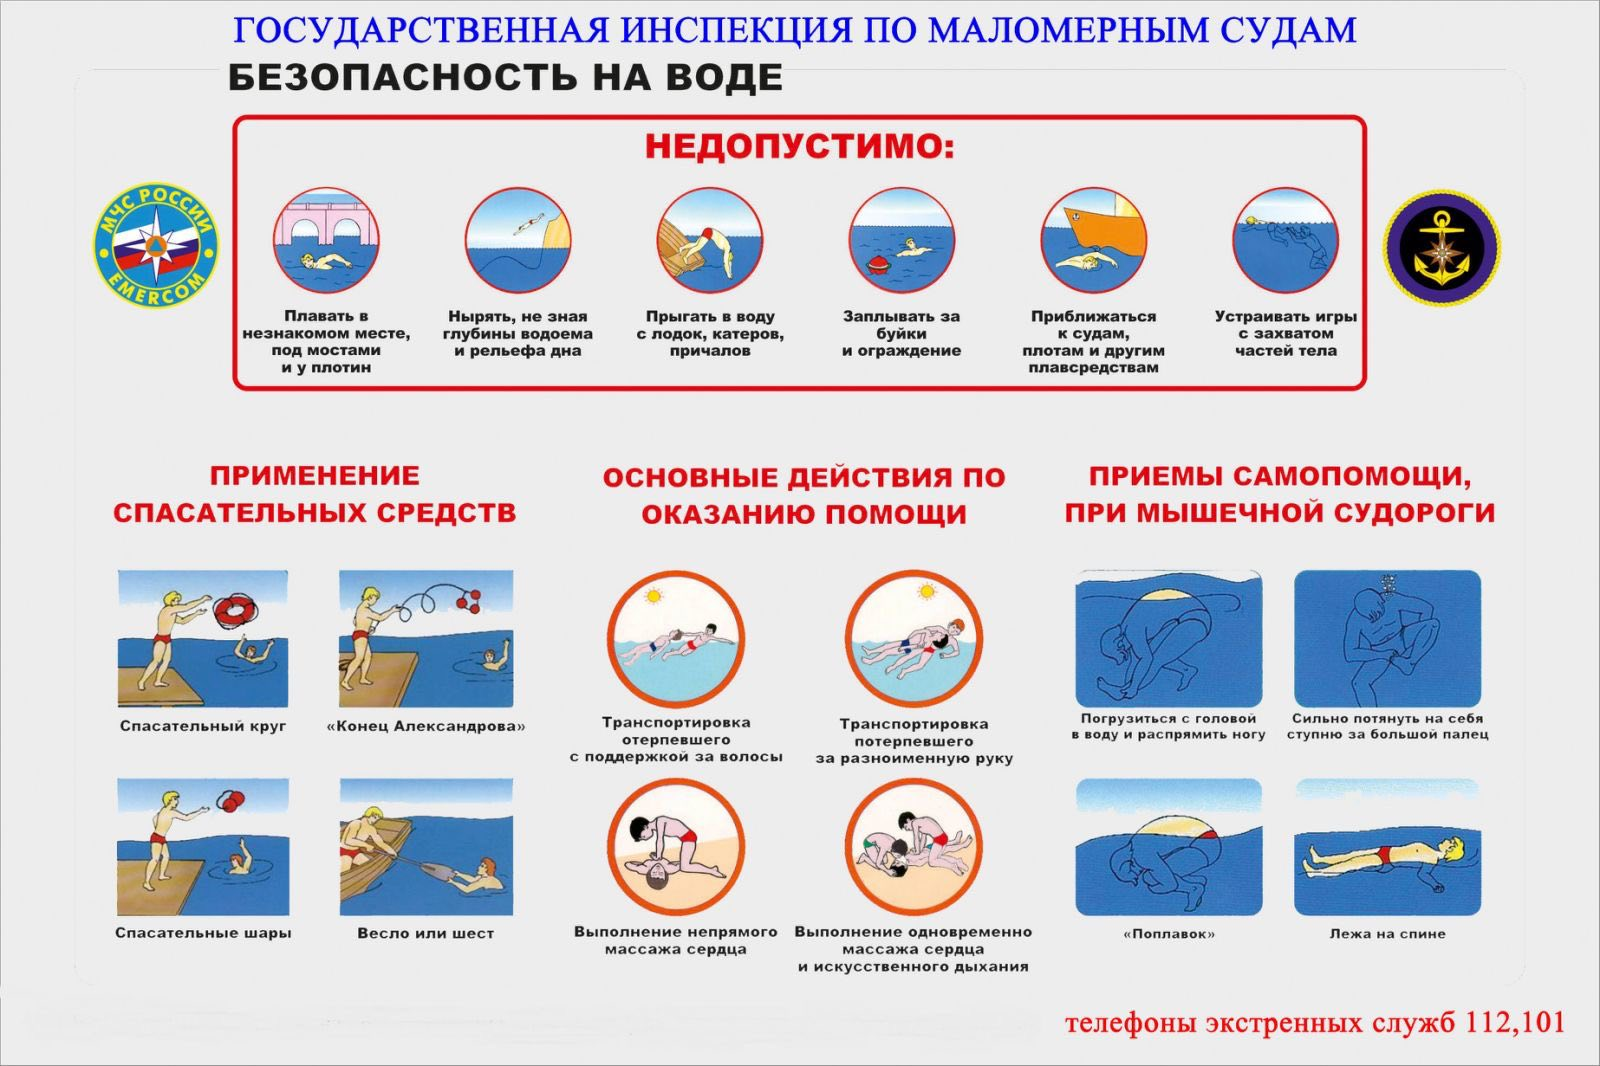 ГОСУДАРСТВЕННАЯ ИНСПЕКЦИЯ ПО МАЛОМЕРНЫМ СУДАМ
БЕЗОПАСНОСТЬ НА ВОДЕ
НЕДОПУСТИМО:
МЧС РОССИИ
EMERCOM
Плавать в
незнакомом месте,
под мостами
и у плотин
Нырять, не зная
глубины водоема
и рельефа дна
Прыгать в воду
с лодок, катеров,
причалов
Заплывать за
буйки
и ограждение
Приближаться
к судам,
плотам и другим
плавсредствам
Устраивать игры
с захватом
частей тела
ПРИМЕНЕНИЕ
СПАСАТЕЛЬНЫХ СРЕДСТВ
Спасательный круг
«Конец Александрова»
Спасательные шары
Весло или шест
ОСНОВНЫЕ ДЕЙСТВИЯ ПО
ОКАЗАНИЮ ПОМОЩИ
Транспортировка
отерпевшего
с поддержкой за волосы
Транспортировка
потерпевшего
за разноименную руку
Выполнение непрямого
массажа сердца
Выполнение одновременно
массажа сердца
и искусственного дыхания
ПРИЕМЫ САМОПОМОЩИ,
ПРИ МЫШЕЧНОЙ СУДОРОГИ
Погрузиться с головой
в воду и распрямить ногу
Сильно потянуть на себя
ступню за большой палец
«Поплавок»
Лежа на спине
телефоны экстренных служб 112,101